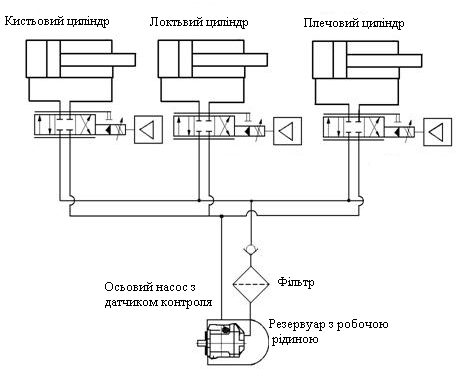 Кистьовий циліндр
Локтьвий циліндр
Плечовий циліндр
Осьовий насос з
датчиком контроля
Фільтр
Резервуар з робочою
рідиною